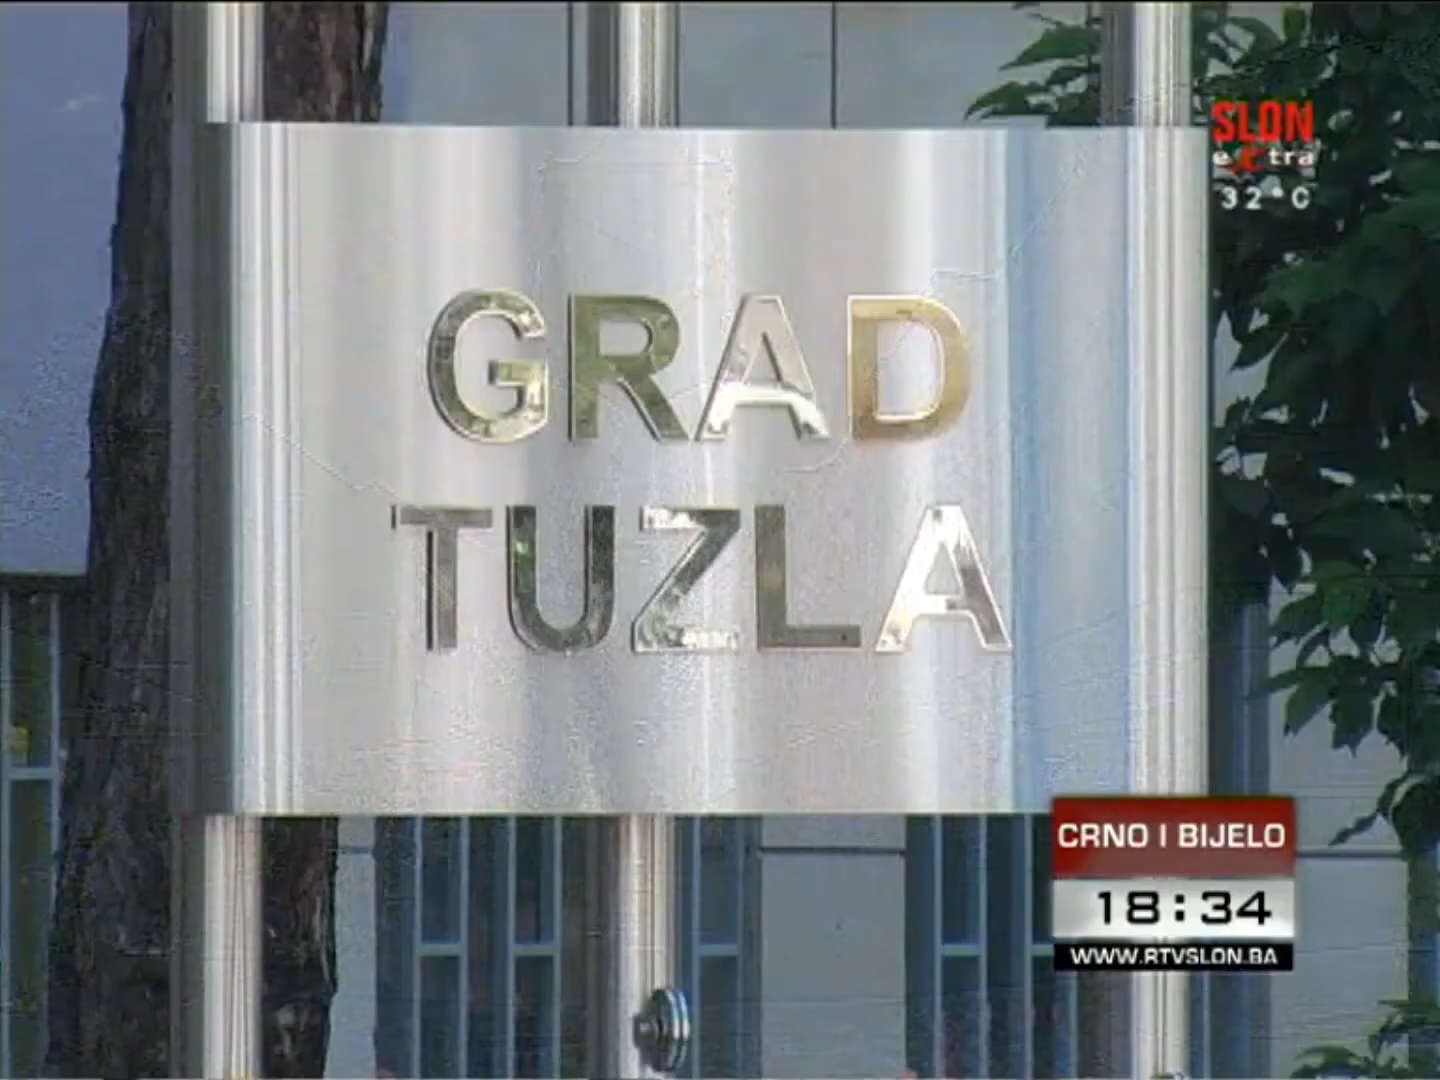 SLON
extra
32°C
GRAD
TUZLA
CRNO I BIJELO
18:34
WWW.RTVSLON.BA